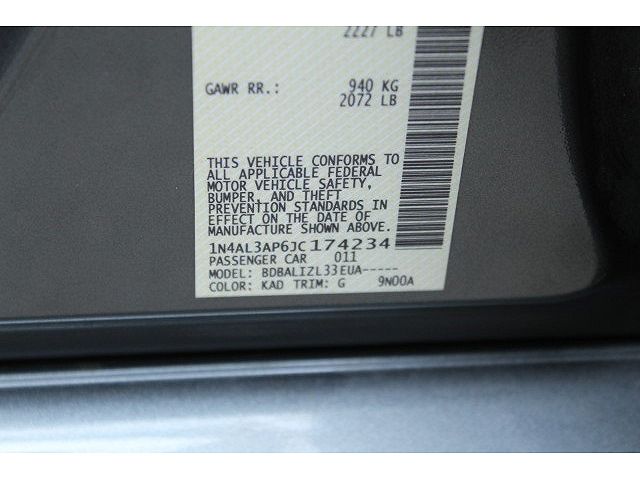 2227 LB
GAWR RR.: 940 KG
2072 LB
THIS VEHICLE CONFORMS TO
ALL APPLICABLE FEDERAL
MOTOR VEHICLE SAFETY,
BUMPER, AND THEFT
PREVENTION STANDARDS IN
EFFECT ON THE DATE OF
MANUFACTURE SHOWN ABOVE.
1N4AL3AP6JC174234
PASSENGER CAR 011
MODEL: BDBALIZL33EUA-----
COLOR: KAD TRIM: G 9N00A